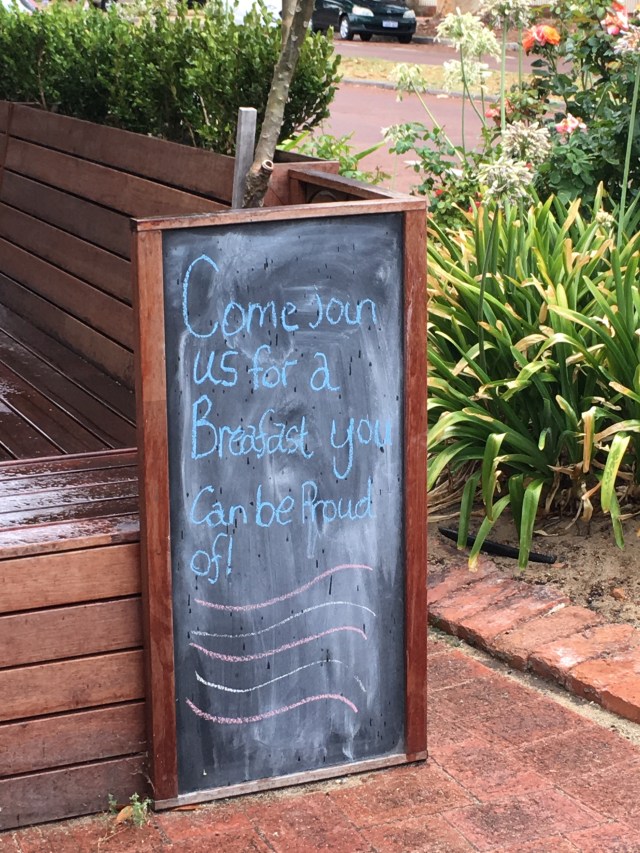 Come Join
us for a
Breafast you
Can be Proud
of!